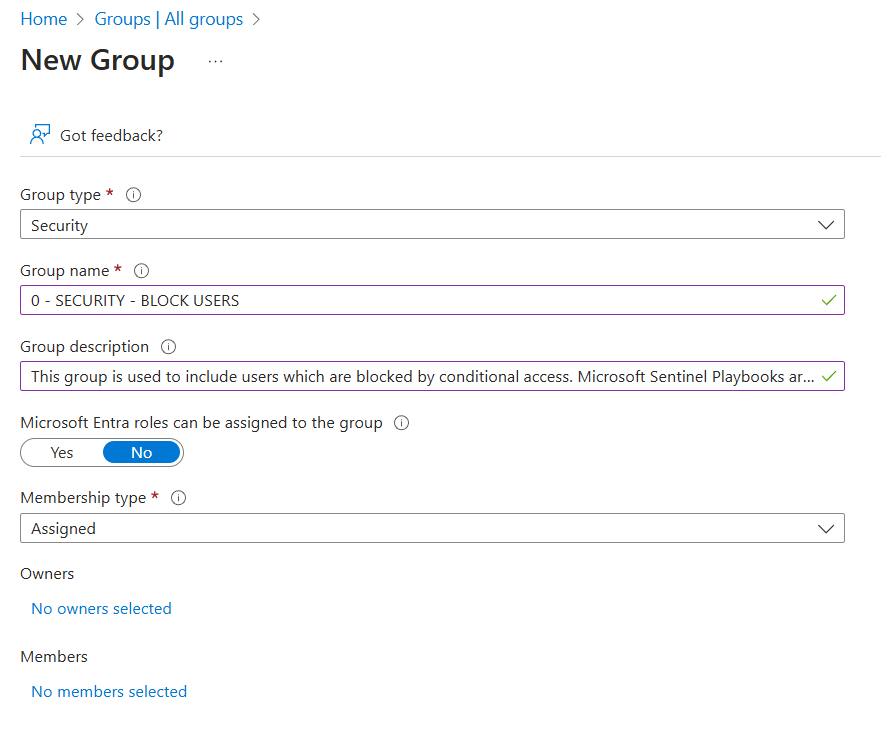 Home > Groups | All groups >
New Group ...
Got feedback?
Group type *
Security
Group name *
0 - SECURITY - BLOCK USERS
Group description
This group is used to include users which are blocked by conditional access. Microsoft Sentinel Playbooks ar...
Microsoft Entra roles can be assigned to the group
Yes No
Membership type *
Assigned
Owners
No owners selected
Members
No members selected